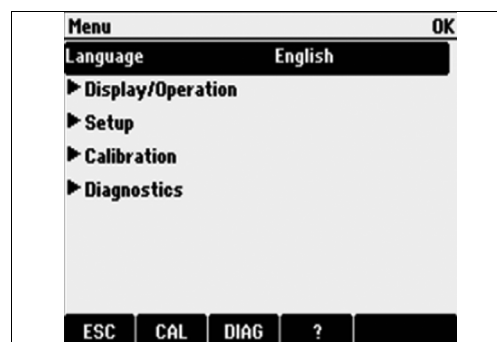 Menu OK
Language English
▶ Display/Operation
▶ Setup
▶ Calibration
▶ Diagnostics
ESC CAL DIAG ?